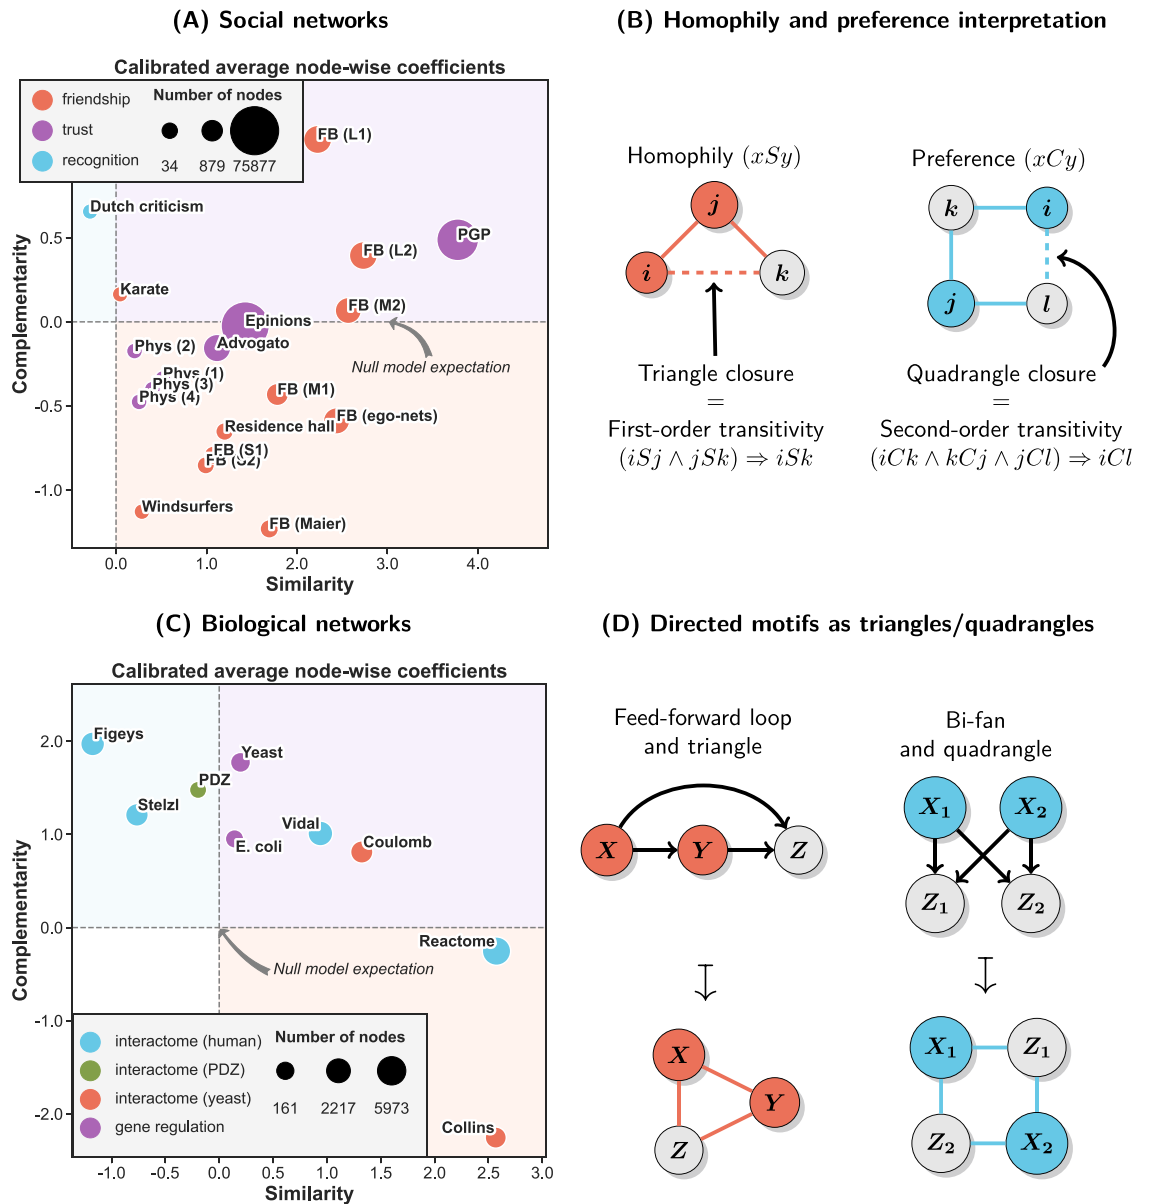 (A) Social networks
Calibrated average node-wise coefficients
friendship
trust
recognition
Number of nodes
34 879 75877
FB (L1)
Dutch criticism
PGP
FB (L2)
Karate
FB (M2)
Epinions
Advogato
Phys (2)
Null model expectation
Phys (1)
Phys (3)
Phys (4)
FB (M1)
FB (ego-nets)
Residence hall
FB (S1)
FB (S2)
Windsurfers
FB (Maier)
Complementarity
0.5
0.0
-0.5
-1.0
0.0 1.0 2.0 3.0 4.0
Similarity
(B) Homophily and preference interpretation
Homophily (xSy)
j
i
k
Triangle closure
=
First-order transitivity
(iSj ∧ jSk) ⇒ iSk
Preference (xCy)
k
i
j
l
Quadrangle closure
=
Second-order transitivity
(iCk ∧ kCj ∧ jCl) ⇒ iCl
(C) Biological networks
Calibrated average node-wise coefficients
Figeys
Yeast
PDZ
Stelzl
Vidal
E. coli
Coulomb
Reactome
Null model expectation
Collins
interactome (human)
interactome (PDZ)
interactome (yeast)
gene regulation
Number of nodes
161 2217 5973
Complementarity
2.0
1.0
0.0
-1.0
-2.0
-1.0 0.0 0.5 1.0 1.5 2.0 2.5 3.0
Similarity
(D) Directed motifs as triangles/quadrangles
Feed-forward loop
and triangle
X Y Z
X
Y
Z
Bi-fan
and quadrangle
X1 X2
Z1 Z2
X1 Z1
Z2 X2